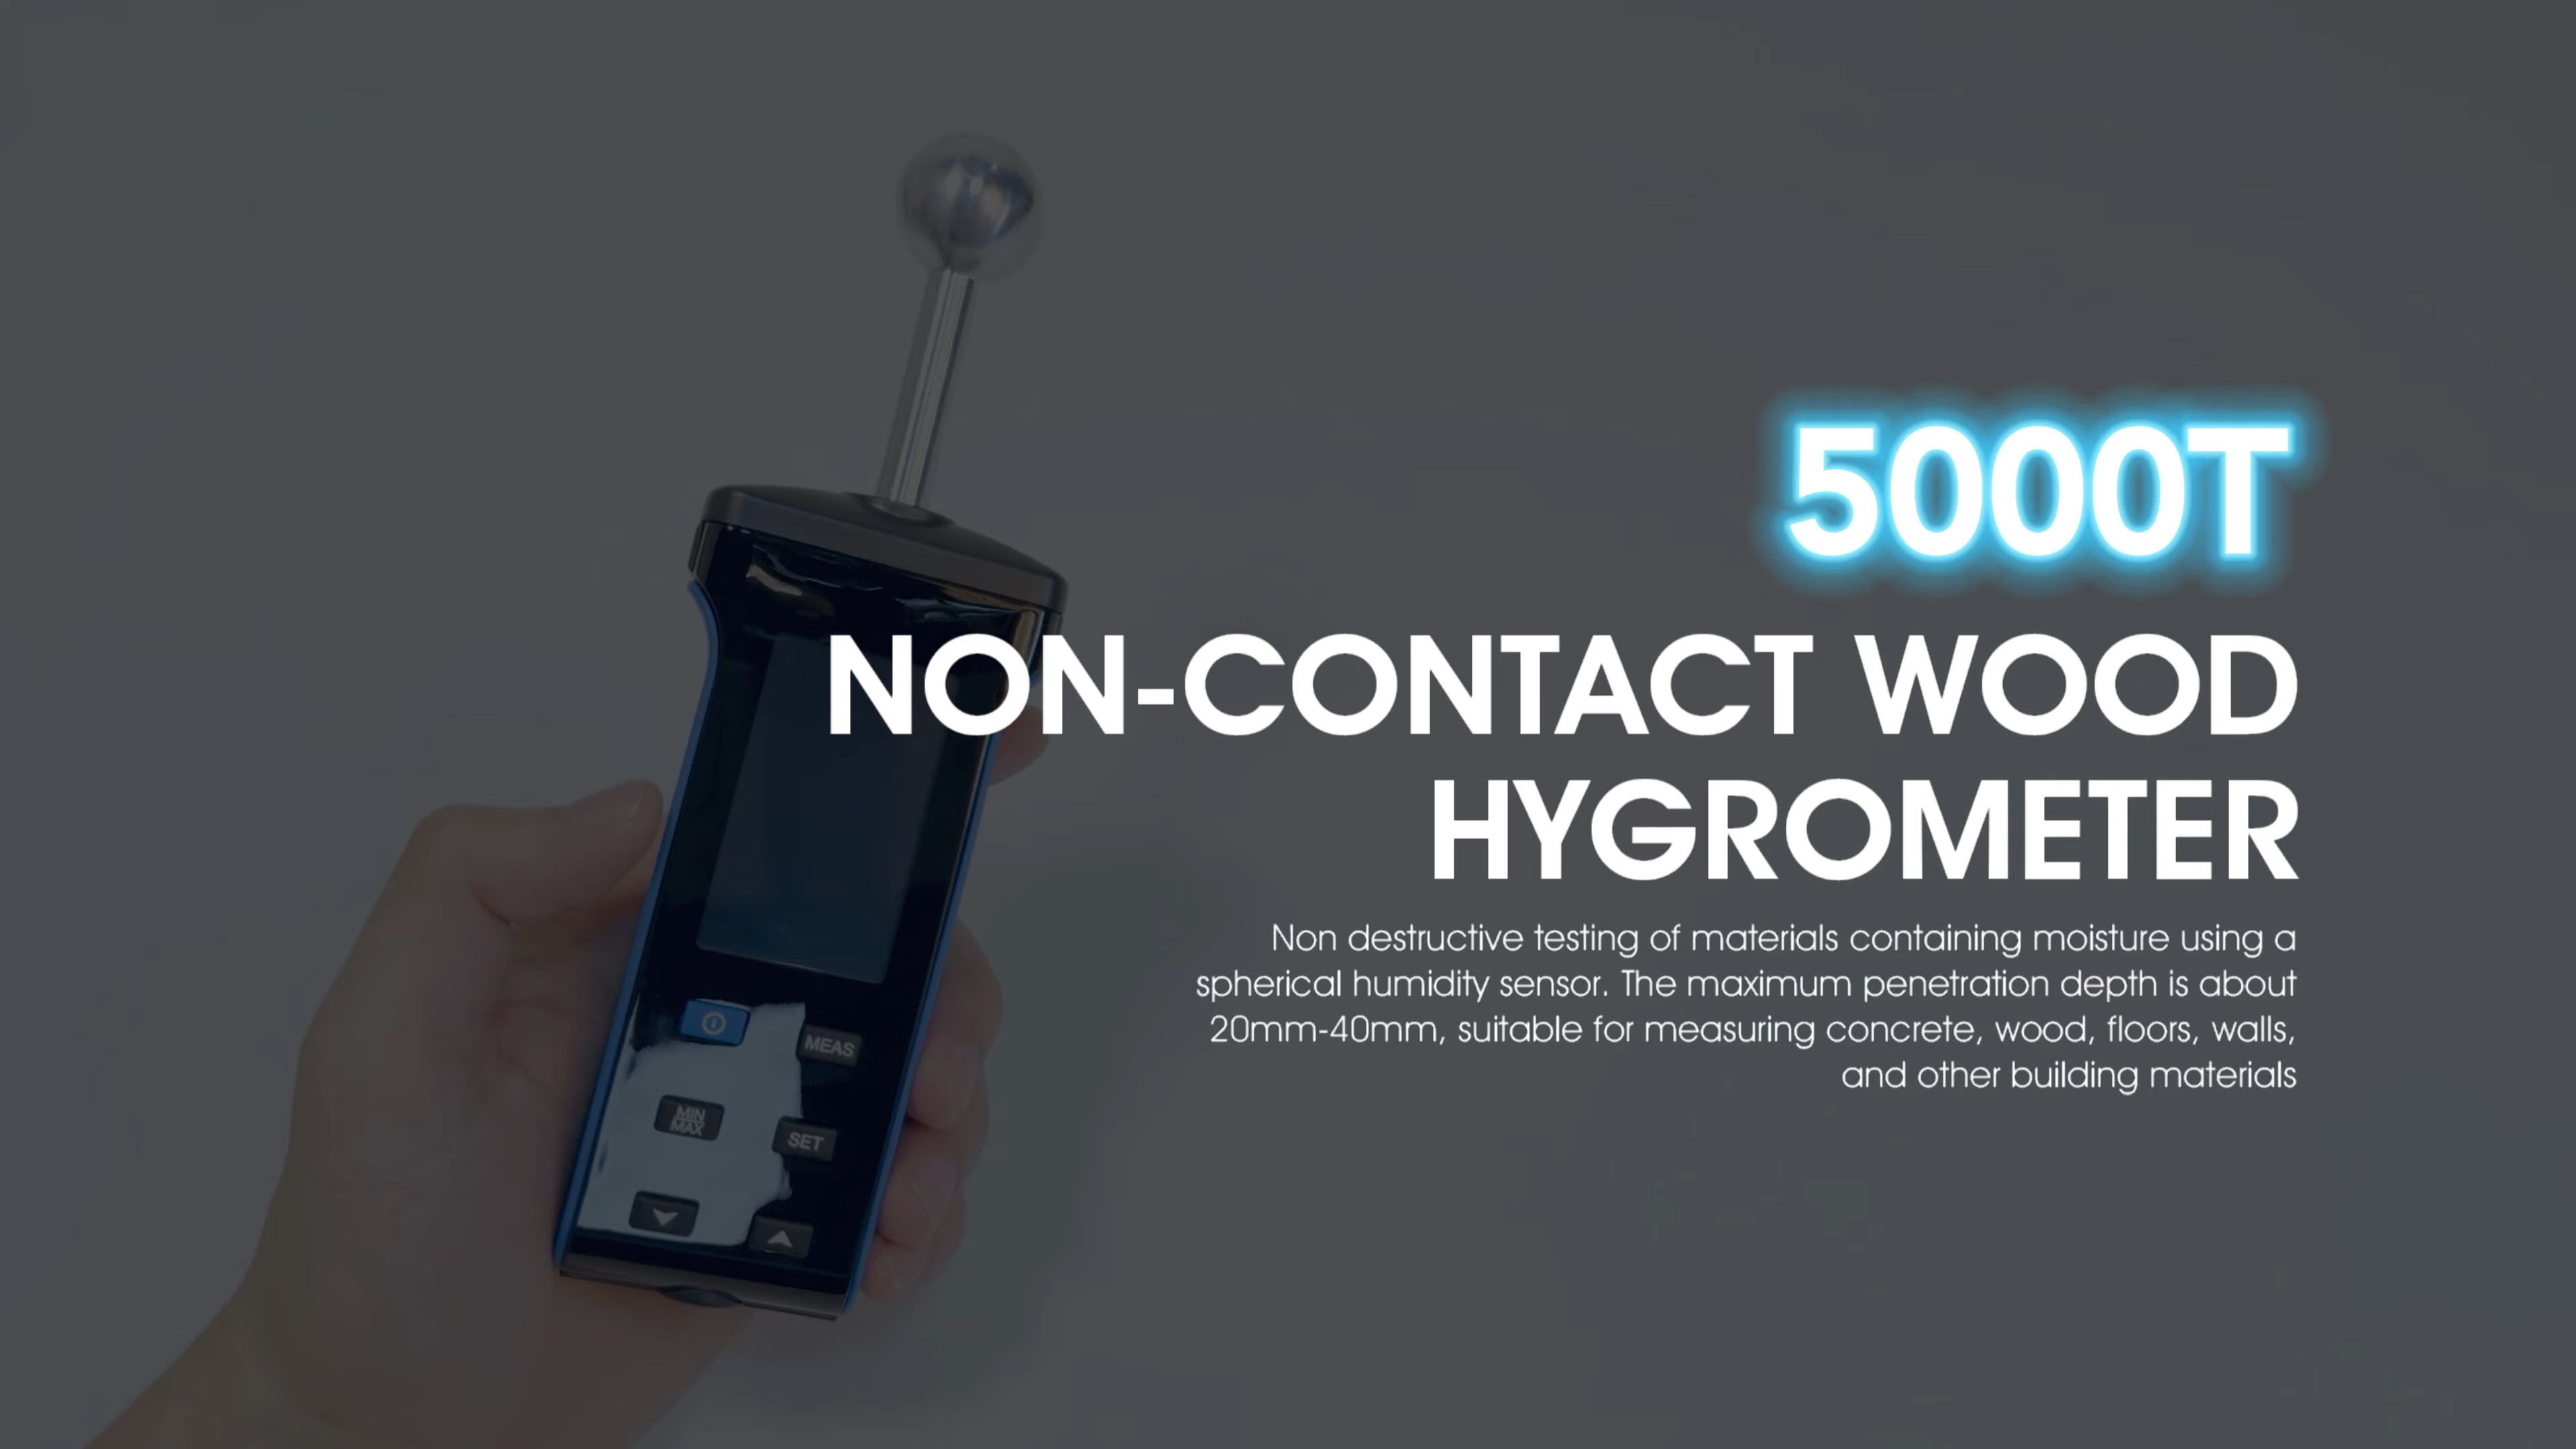 5000T
NON-CONTACT WOOD
HYGROMETER
Non destructive testing of materials containing moisture using a
spherical humidity sensor. The maximum penetration depth is about
20mm-40mm, suitable for measuring concrete, wood, floors, walls,
and other building materials
MEAS
MIN
MAX
SET